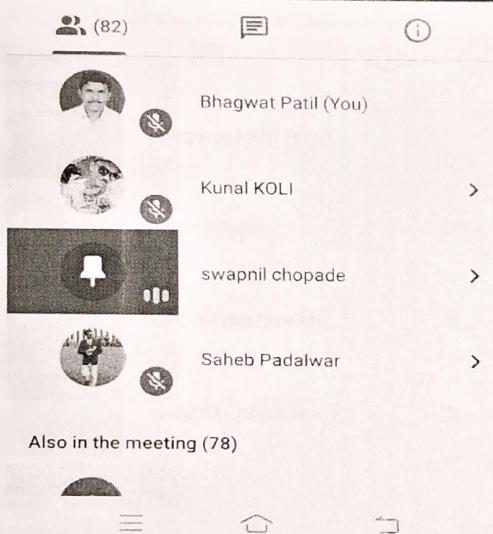 (82)
Bhagwat Patil (You)
Kunal KOLI
swapnil chopade
Saheb Padalwar
Also in the meeting (78)